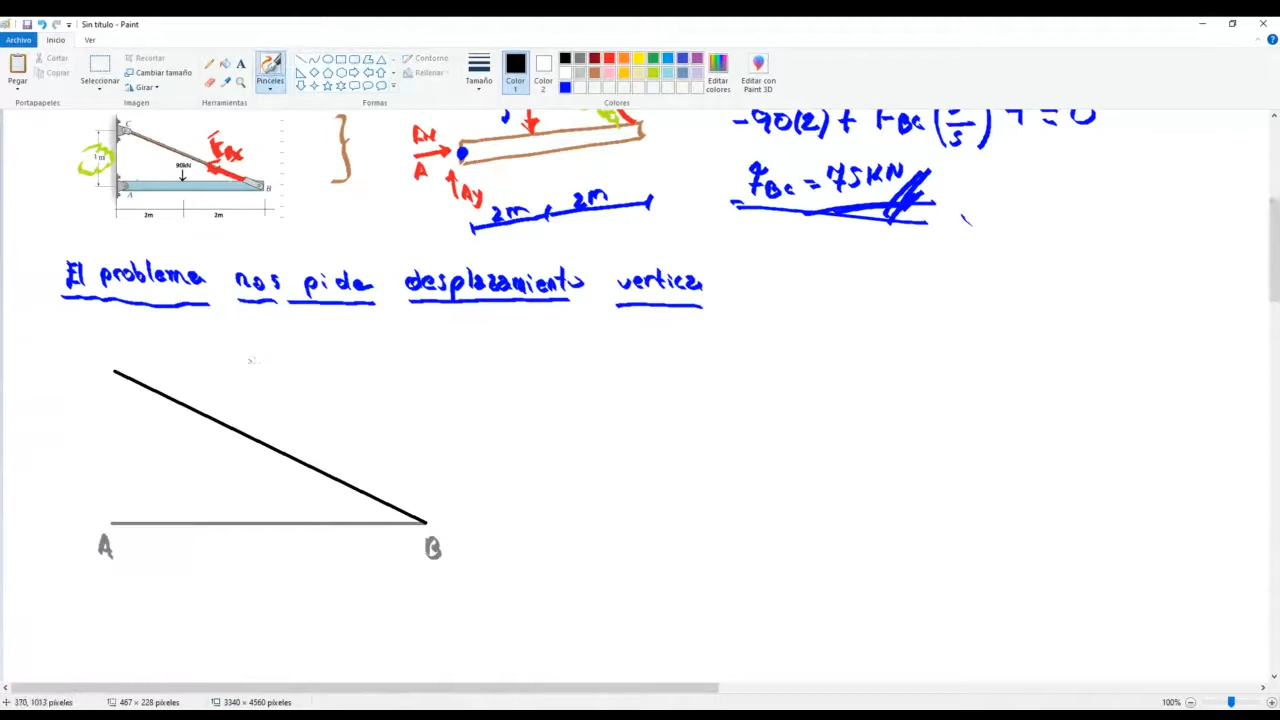 Sin título - Paint
Archivo Inicio Ver
Pegar
Cortar
Copiar
Portapapeles
Seleccionar
Recortar
Cambiar tamaño
Girar
Imagen
A
Herramientas
Pinceles
Contorno
Rellenar
Formas
Tamaño
Color 1
Color 2
Editar colores
Editar con Paint 3D
Colores
C
90kN
FBC
A
B
2m
2m
A
Ay
2m 2m
-90(2) + FBC
4 = 0
FBC = 75KN
El problema nos pide desplazamiento
A
B
370, 1013 píxeles
467 × 228 píxeles
3340 × 4560 píxeles
100%